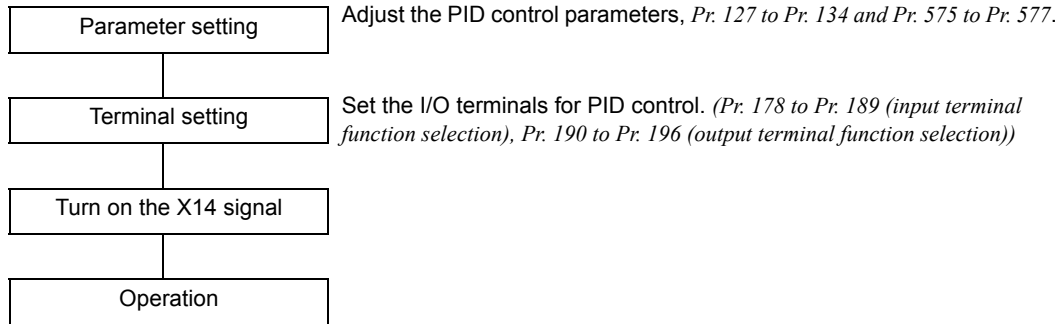 Parameter setting
Adjust the PID control parameters, Pr. 127 to Pr. 134 and Pr. 575 to Pr. 577.
Terminal setting
Set the I/O terminals for PID control. (Pr. 178 to Pr. 189 (input terminal
function selection), Pr. 190 to Pr. 196 (output terminal function selection))
Turn on the X14 signal
Operation